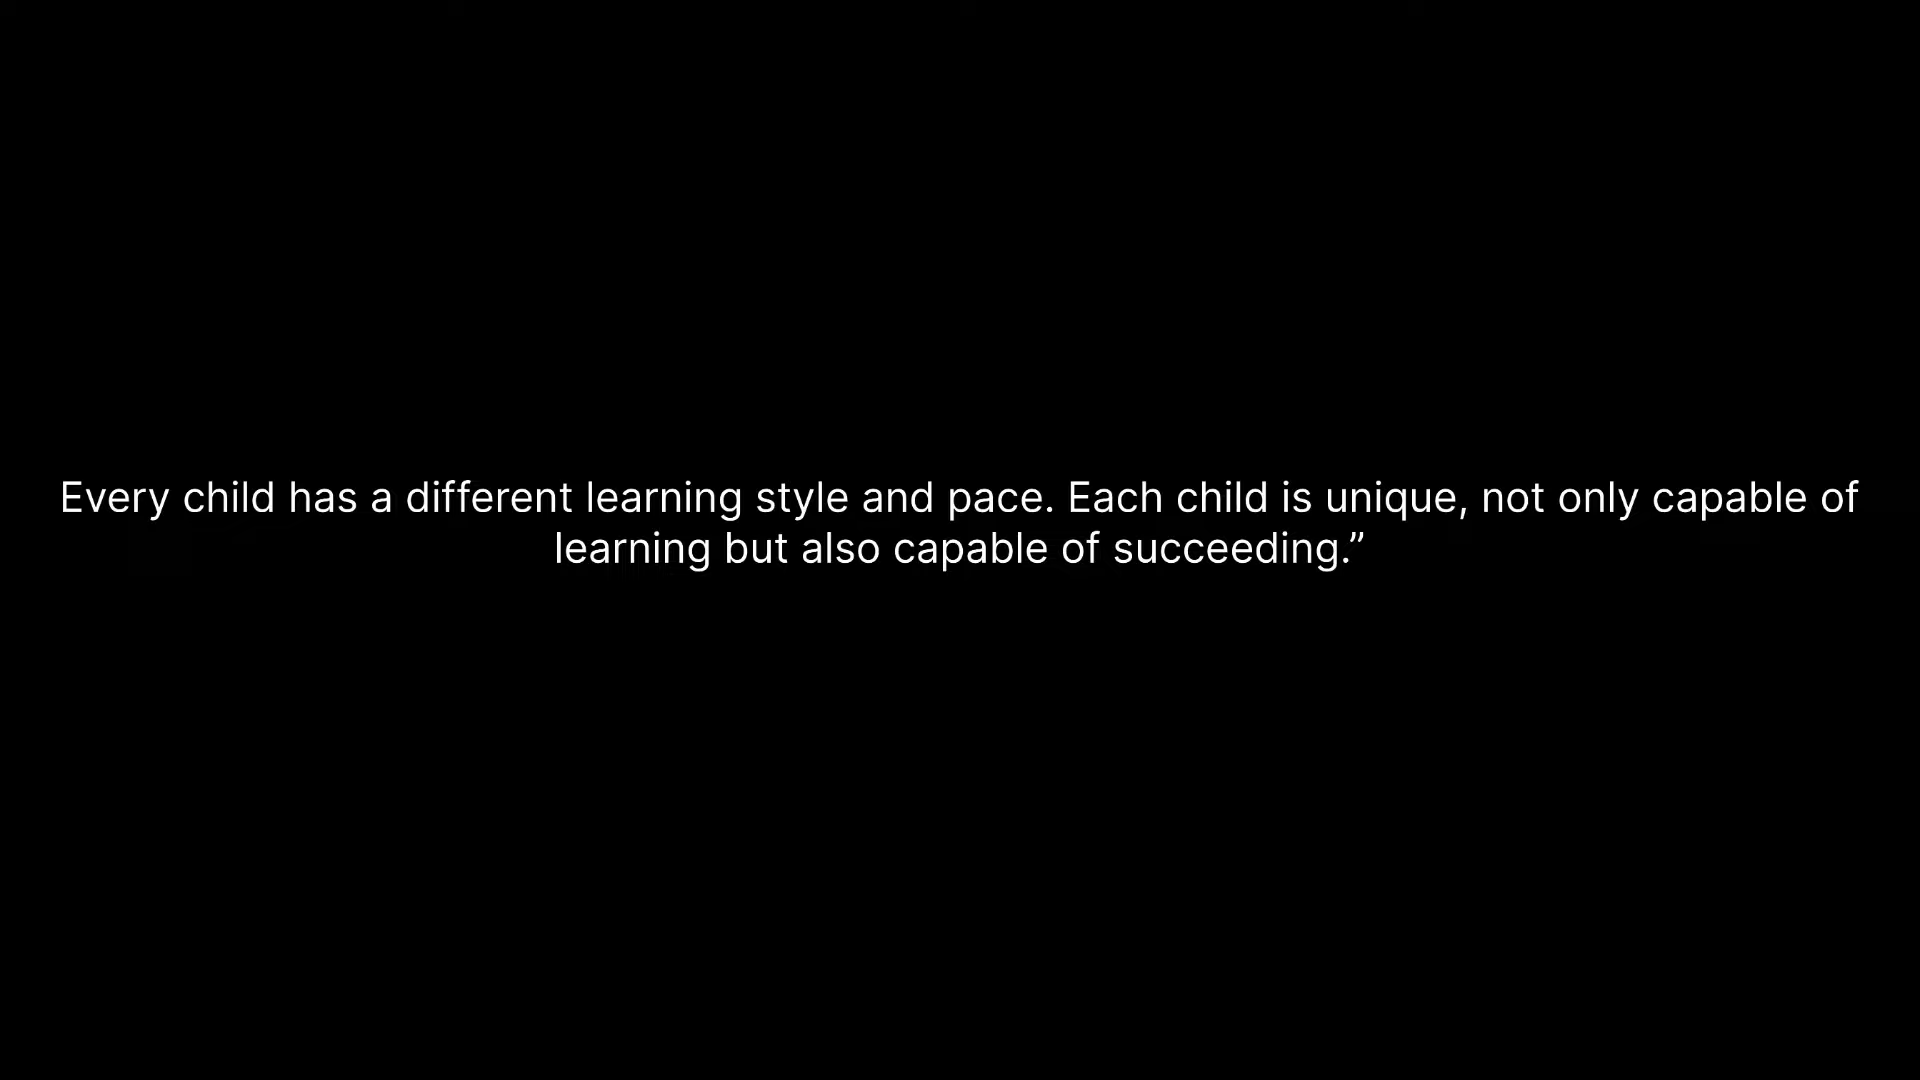 Every child has a different learning style and pace. Each child is unique, not only capable of
learning but also capable of succeeding.”